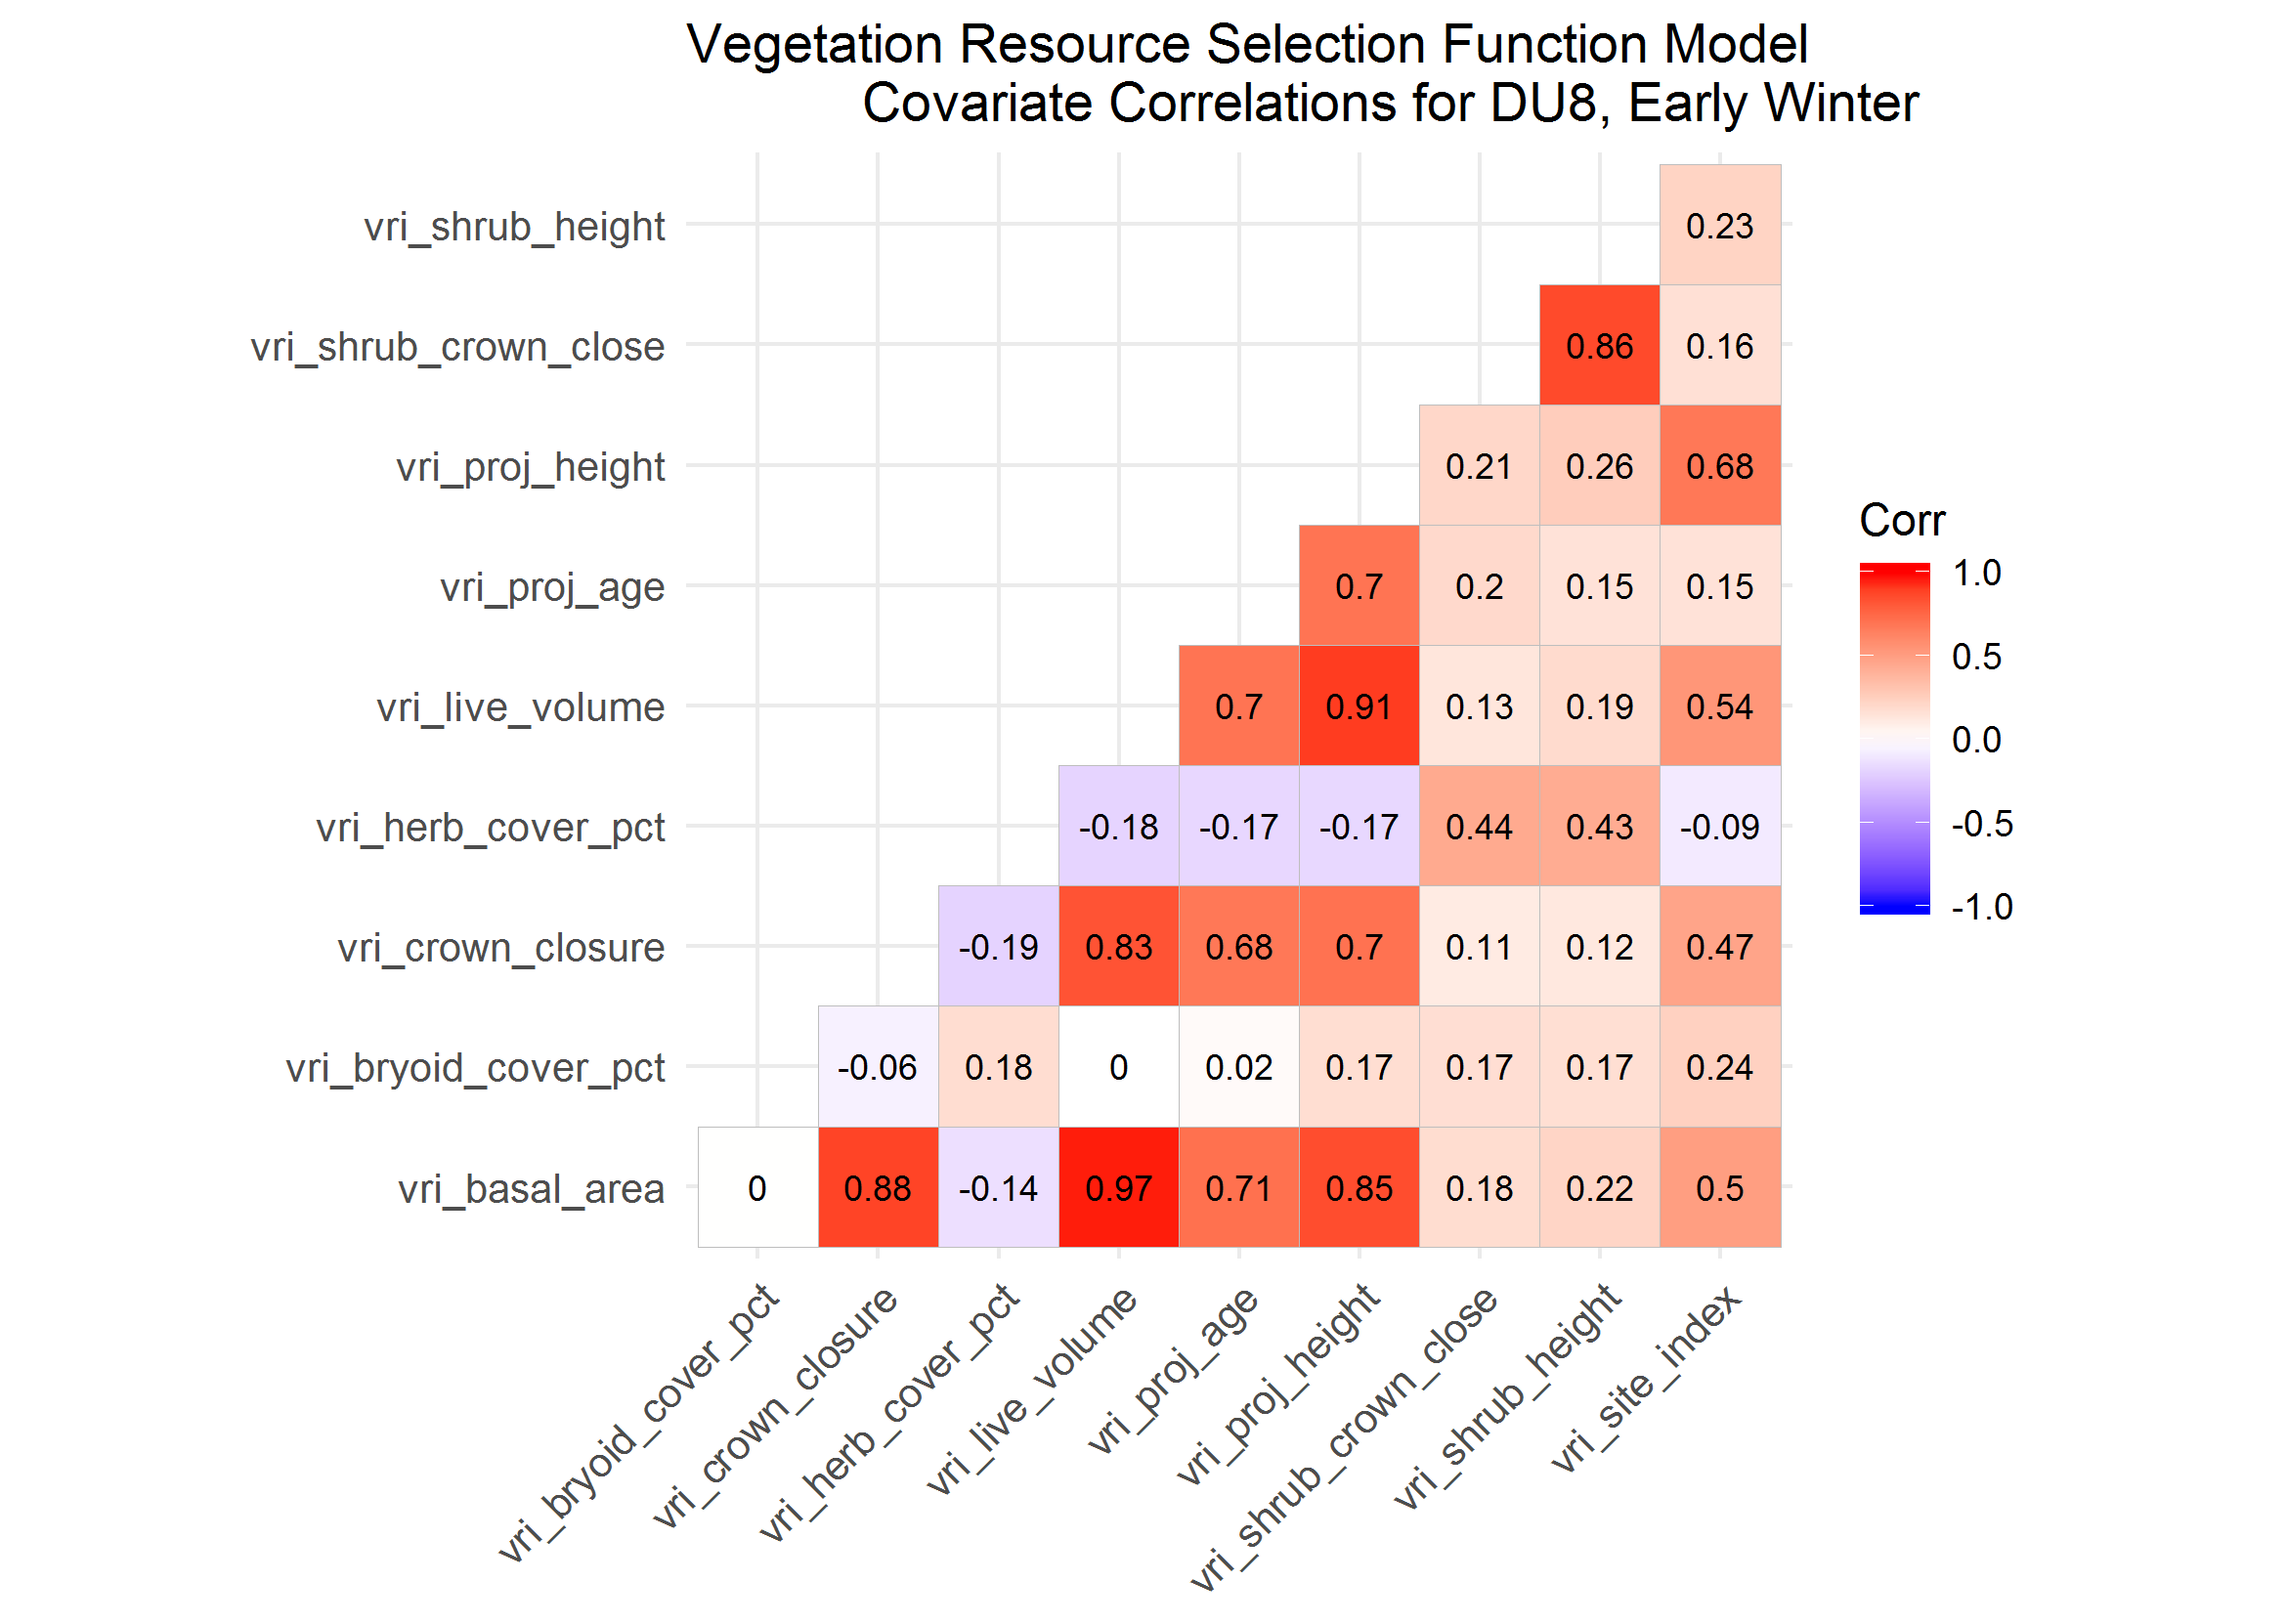 Vegetation Resource Selection Function Model
Covariate Correlations for DU8, Early Winter
vri_shrub_height 0.23
vri_shrub_crown_close 0.86 0.16
vri_proj_height 0.21 0.26 0.68
vri_proj_age 0.7 0.2 0.15 0.15
vri_live_volume 0.7 0.91 0.13 0.19 0.54
vri_herb_cover_pct -0.18 -0.17 -0.17 0.44 0.43 -0.09
vri_crown_closure -0.19 0.83 0.68 0.7 0.11 0.12 0.47
vri_bryoid_cover_pct -0.06 0.18 0 0.02 0.17 0.17 0.17 0.24
vri_basal_area 0 0.88 -0.14 0.97 0.71 0.85 0.18 0.22 0.5
vri_bryoid_cover_pct
vri_crown_closure
vri_herb_cover_pct
vri_live_volume
vri_proj_age
vri_proj_height
vri_shrub_crown_close
vri_shrub_height
vri_site_index
Corr
1.0
0.5
0.0
-0.5
-1.0